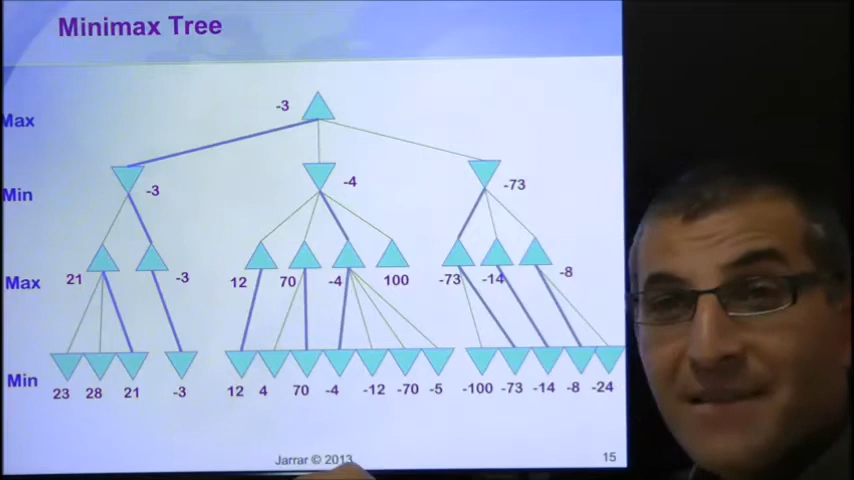 Minimax Tree
-3
Max
Min
-3
-4
-73
Max
21
-3
12
70
-4
100
-73
-14
-8
Min
23 28 21 -3 12 4 70 -4 -12 -70 -5 -100 -73 -14 -8 -24
Jarrar © 2013
15